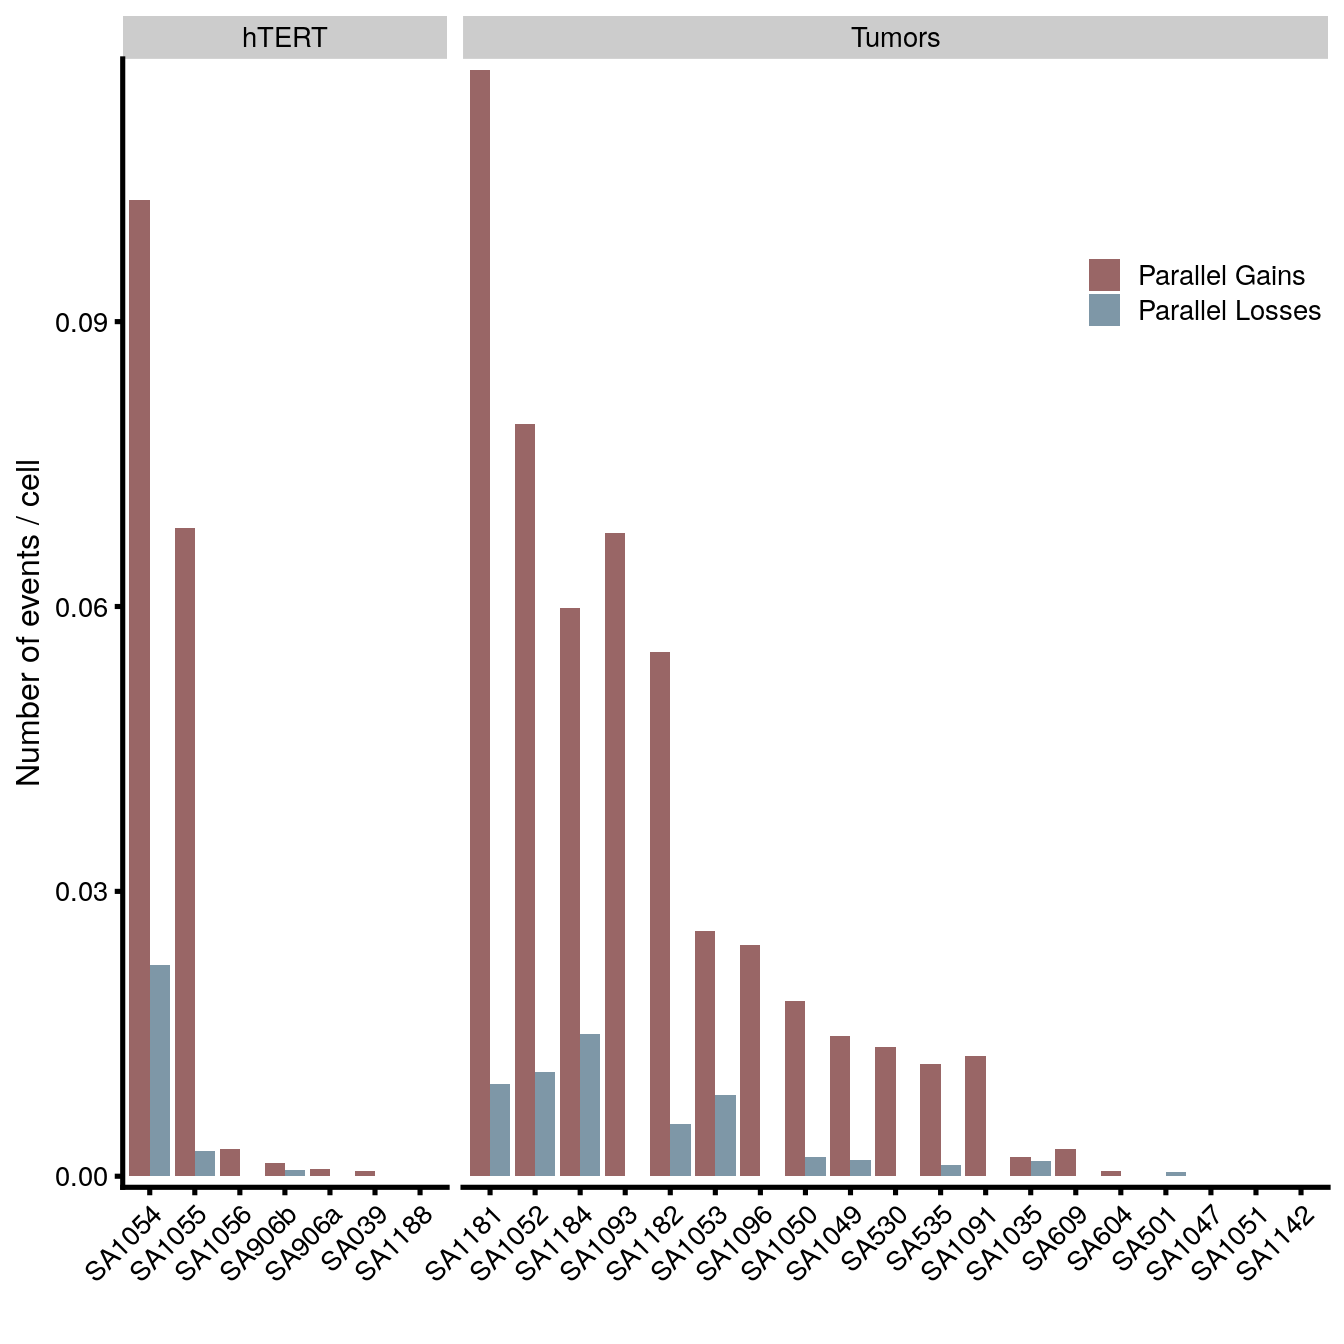 hTERT
Tumors
Parallel Gains
Parallel Losses
Number of events / cell
0.09
0.06
0.03
0.00
SA1054
SA1055
SA1056
SA906b
SA906a
SA039
SA1188
SA1181
SA1052
SA1184
SA1093
SA1182
SA1053
SA1096
SA1050
SA1049
SA530
SA535
SA1091
SA1035
SA609
SA604
SA501
SA1047
SA1051
SA1142